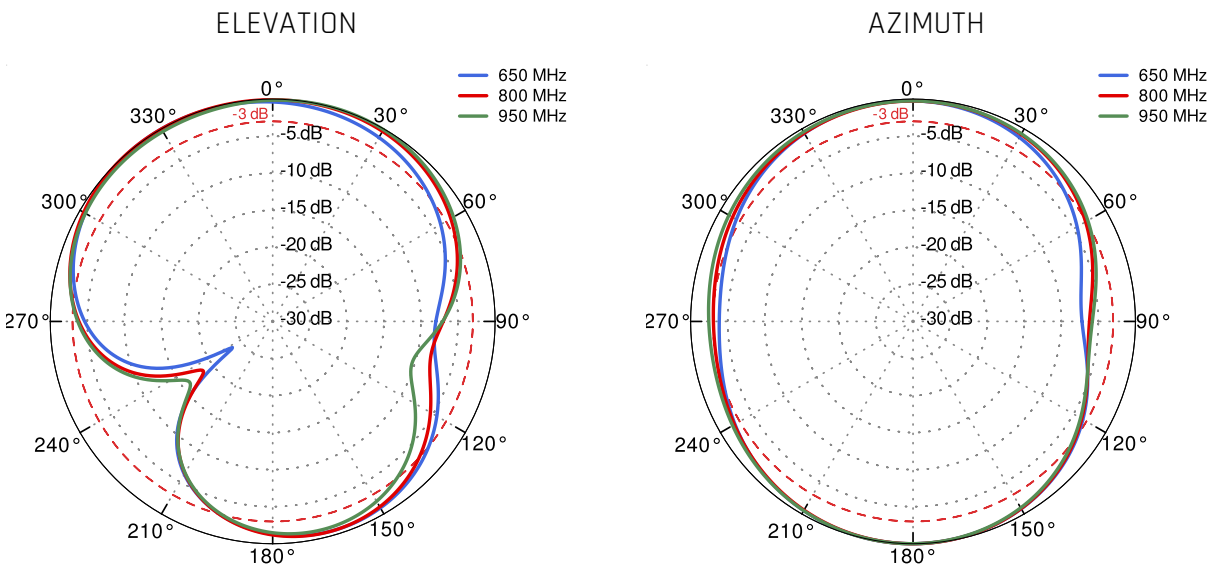 ELEVATION
650 MHz
800 MHz
950 MHz
0°
330°
-3 dB
30°
-5 dB
-10 dB
300°
60°
-15 dB
-20 dB
-25 dB
270°
-30 dB
90°
240°
120°
210°
150°
180°
AZIMUTH
650 MHz
800 MHz
950 MHz
0°
330°
-3 dB
30°
-5 dB
-10 dB
300°
60°
-15 dB
-20 dB
-25 dB
270°
-30 dB
90°
240°
120°
210°
150°
180°